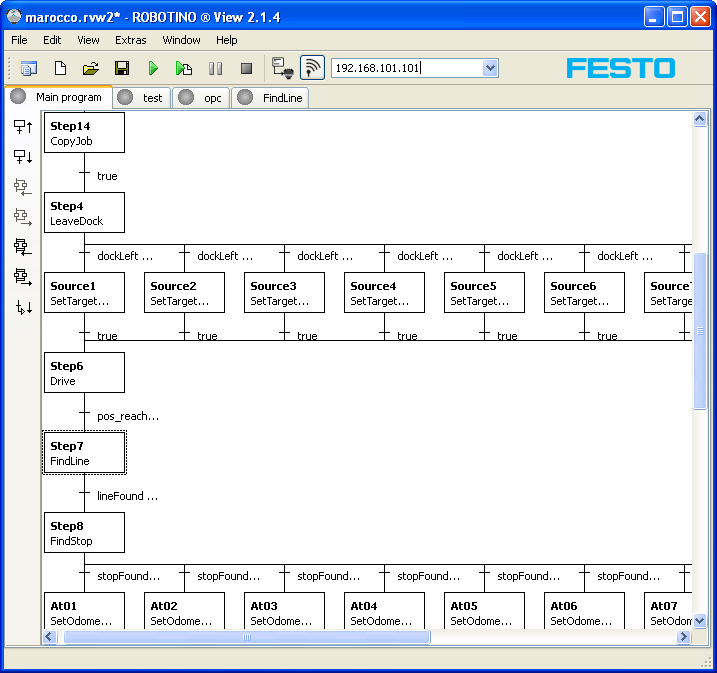 marocco.rvw2* - ROBOTINO ® View 2.1.4
File Edit View Extras Window Help
192.168.101.101
FESTO
Main program test opc FindLine
Step14
CopyJob
true
Step4
LeaveDock
dockLeft ... dockLeft ... dockLeft ... dockLeft ... dockLeft ... dockLeft ...
Source1 Source2 Source3 Source4 Source5 Source6 Source7
SetTarget... SetTarget... SetTarget... SetTarget... SetTarget... SetTarget... SetTarge
true true true true true true
Step6
Drive
pos_reach...
Step7
FindLine
lineFound ...
Step8
FindStop
stopFound... stopFound... stopFound... stopFound... stopFound... stopFound...
At01 At02 At03 At04 At05 At06 At07
SetOdome... SetOdome... SetOdome... SetOdome... SetOdome... SetOdome... SetOdom